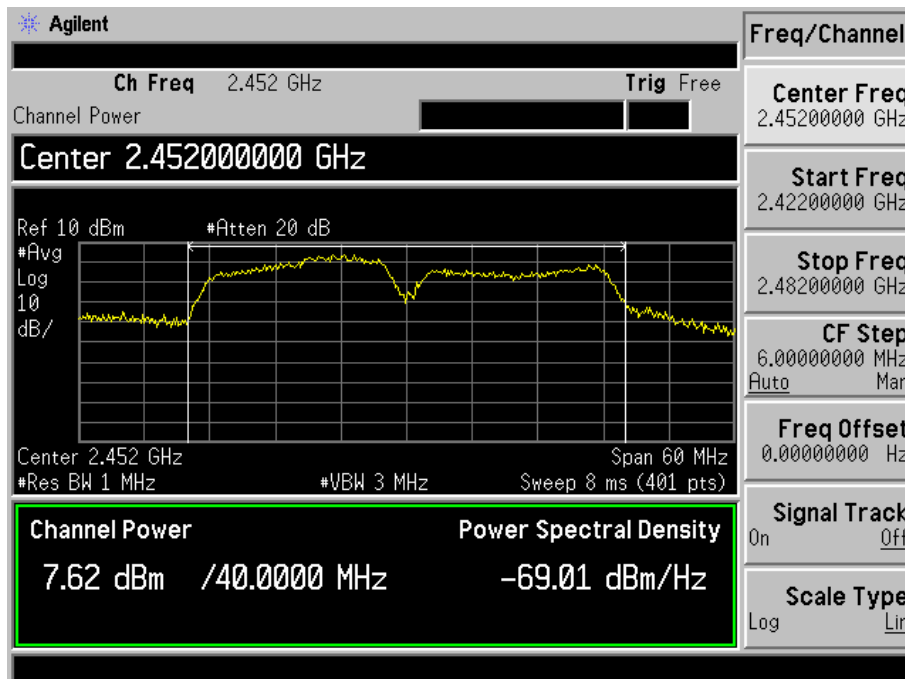 Agilent
Ch Freq 2.452 GHz Trig Free
Channel Power
Center 2.452000000 GHz
Ref 10 dBm #Atten 20 dB
#Avg
Log
10
dB/
Center 2.452 GHz Span 60 MHz
#Res BW 1 MHz #VBW 3 MHz Sweep 8 ms (401 pts)
Channel Power Power Spectral Density
7.62 dBm /40.0000 MHz -69.01 dBm/Hz
Freq/Channel
Center Freq
2.45200000 GHz
Start Freq
2.42200000 GHz
Stop Freq
2.48200000 GHz
CF Step
6.00000000 MHz
Auto Man
Freq Offset
0.00000000 Hz
Signal Track
On Off
Scale Type
Log Lin